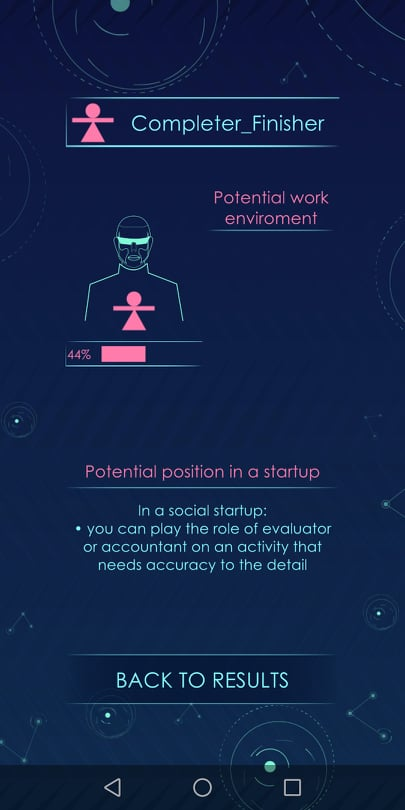 Completer_Finisher
Potential work
enviroment
44%
Potential position in a startup
In a social startup:
• you can play the role of evaluator
or accountant on an activity that
needs accuracy to the detail
BACK TO RESULTS